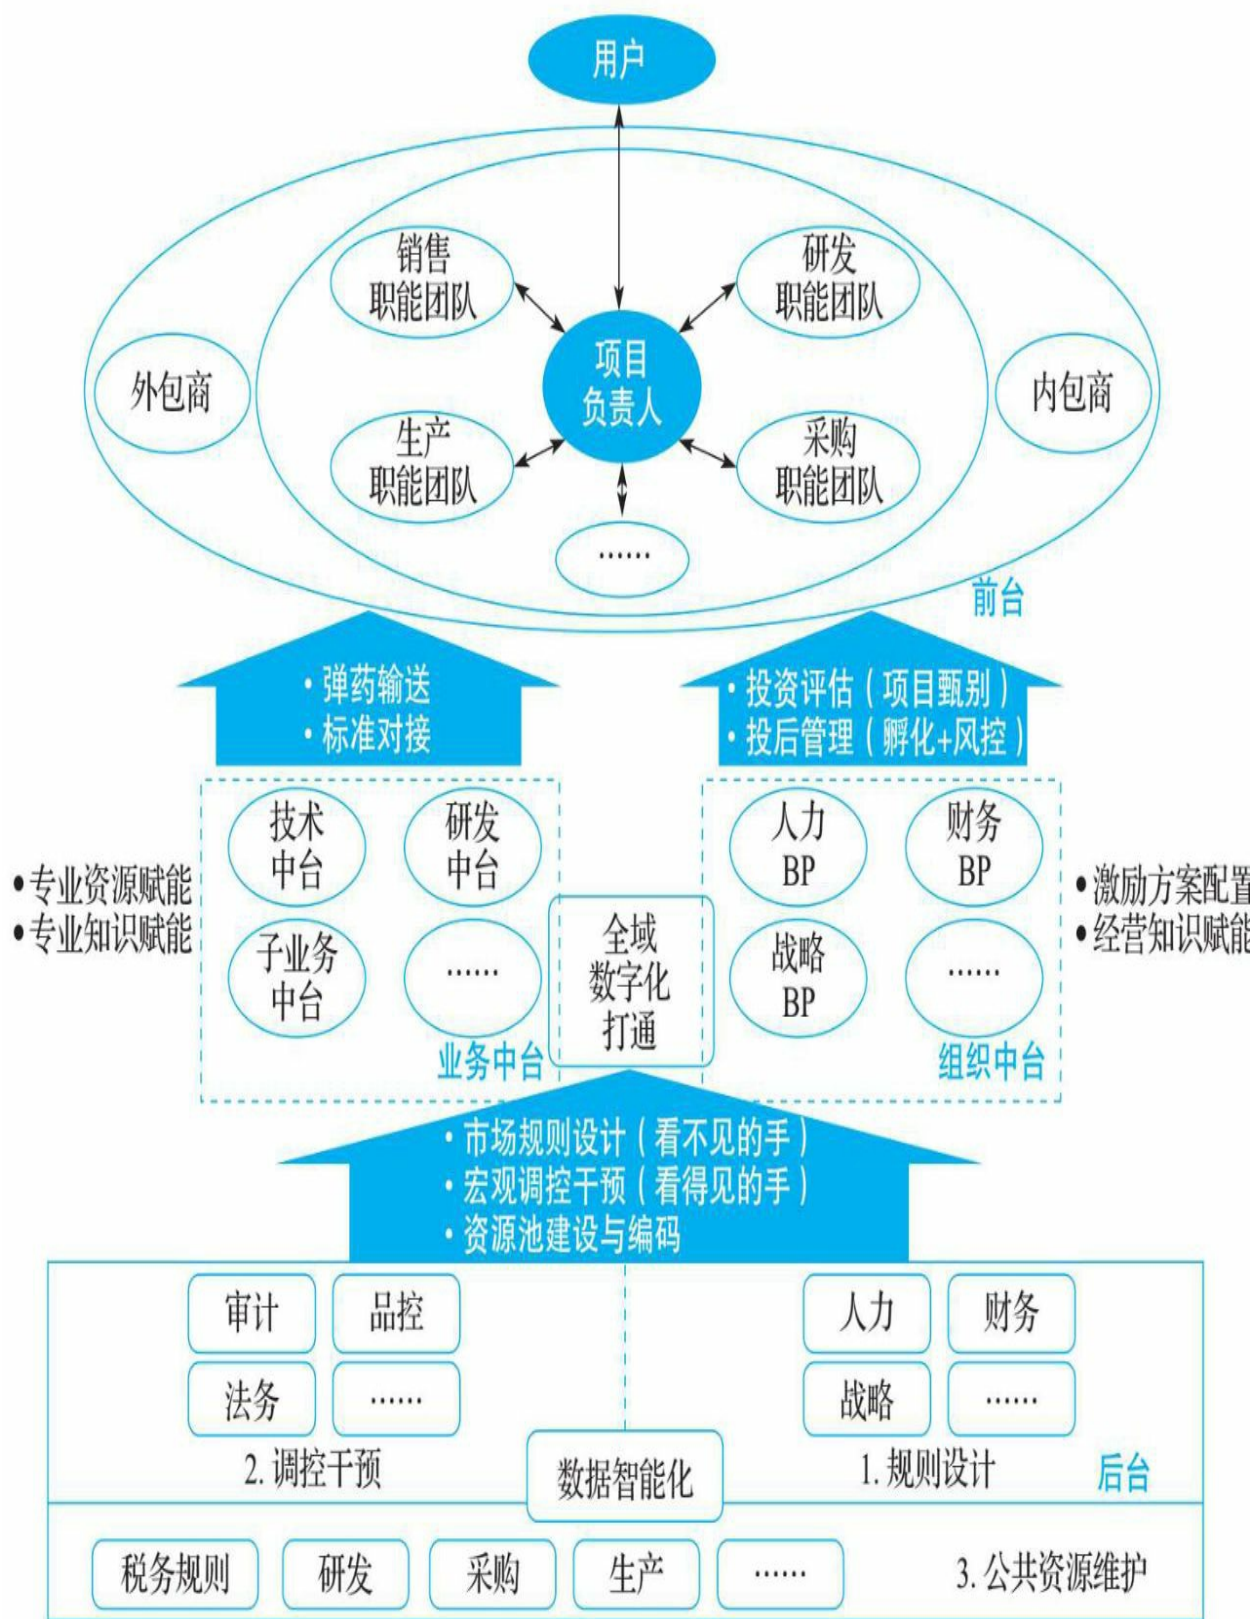 用户
销售
职能团队
研发
职能团队
外包商
项目
负责人
内包商
生产
职能团队
采购
职能团队
……
前台
• 弹药输送
• 标准对接
• 投资评估（项目甄别）
• 投后管理（孵化+风控）
技术
中台
研发
中台
人力
BP
财务
BP
• 专业资源赋能
• 专业知识赋能
• 激励方案配置
• 经营知识赋能
子业务
中台
……
全域
数字化
打通
战略
BP
……
业务中台
组织中台
• 市场规则设计（看不见的手）
• 宏观调控干预（看得见的手）
• 资源池建设与编码
审计
品控
人力
财务
法务
……
战略
……
2. 调控干预
数据智能化
1. 规则设计
后台
税务规则
研发
采购
生产
……
3. 公共资源维护